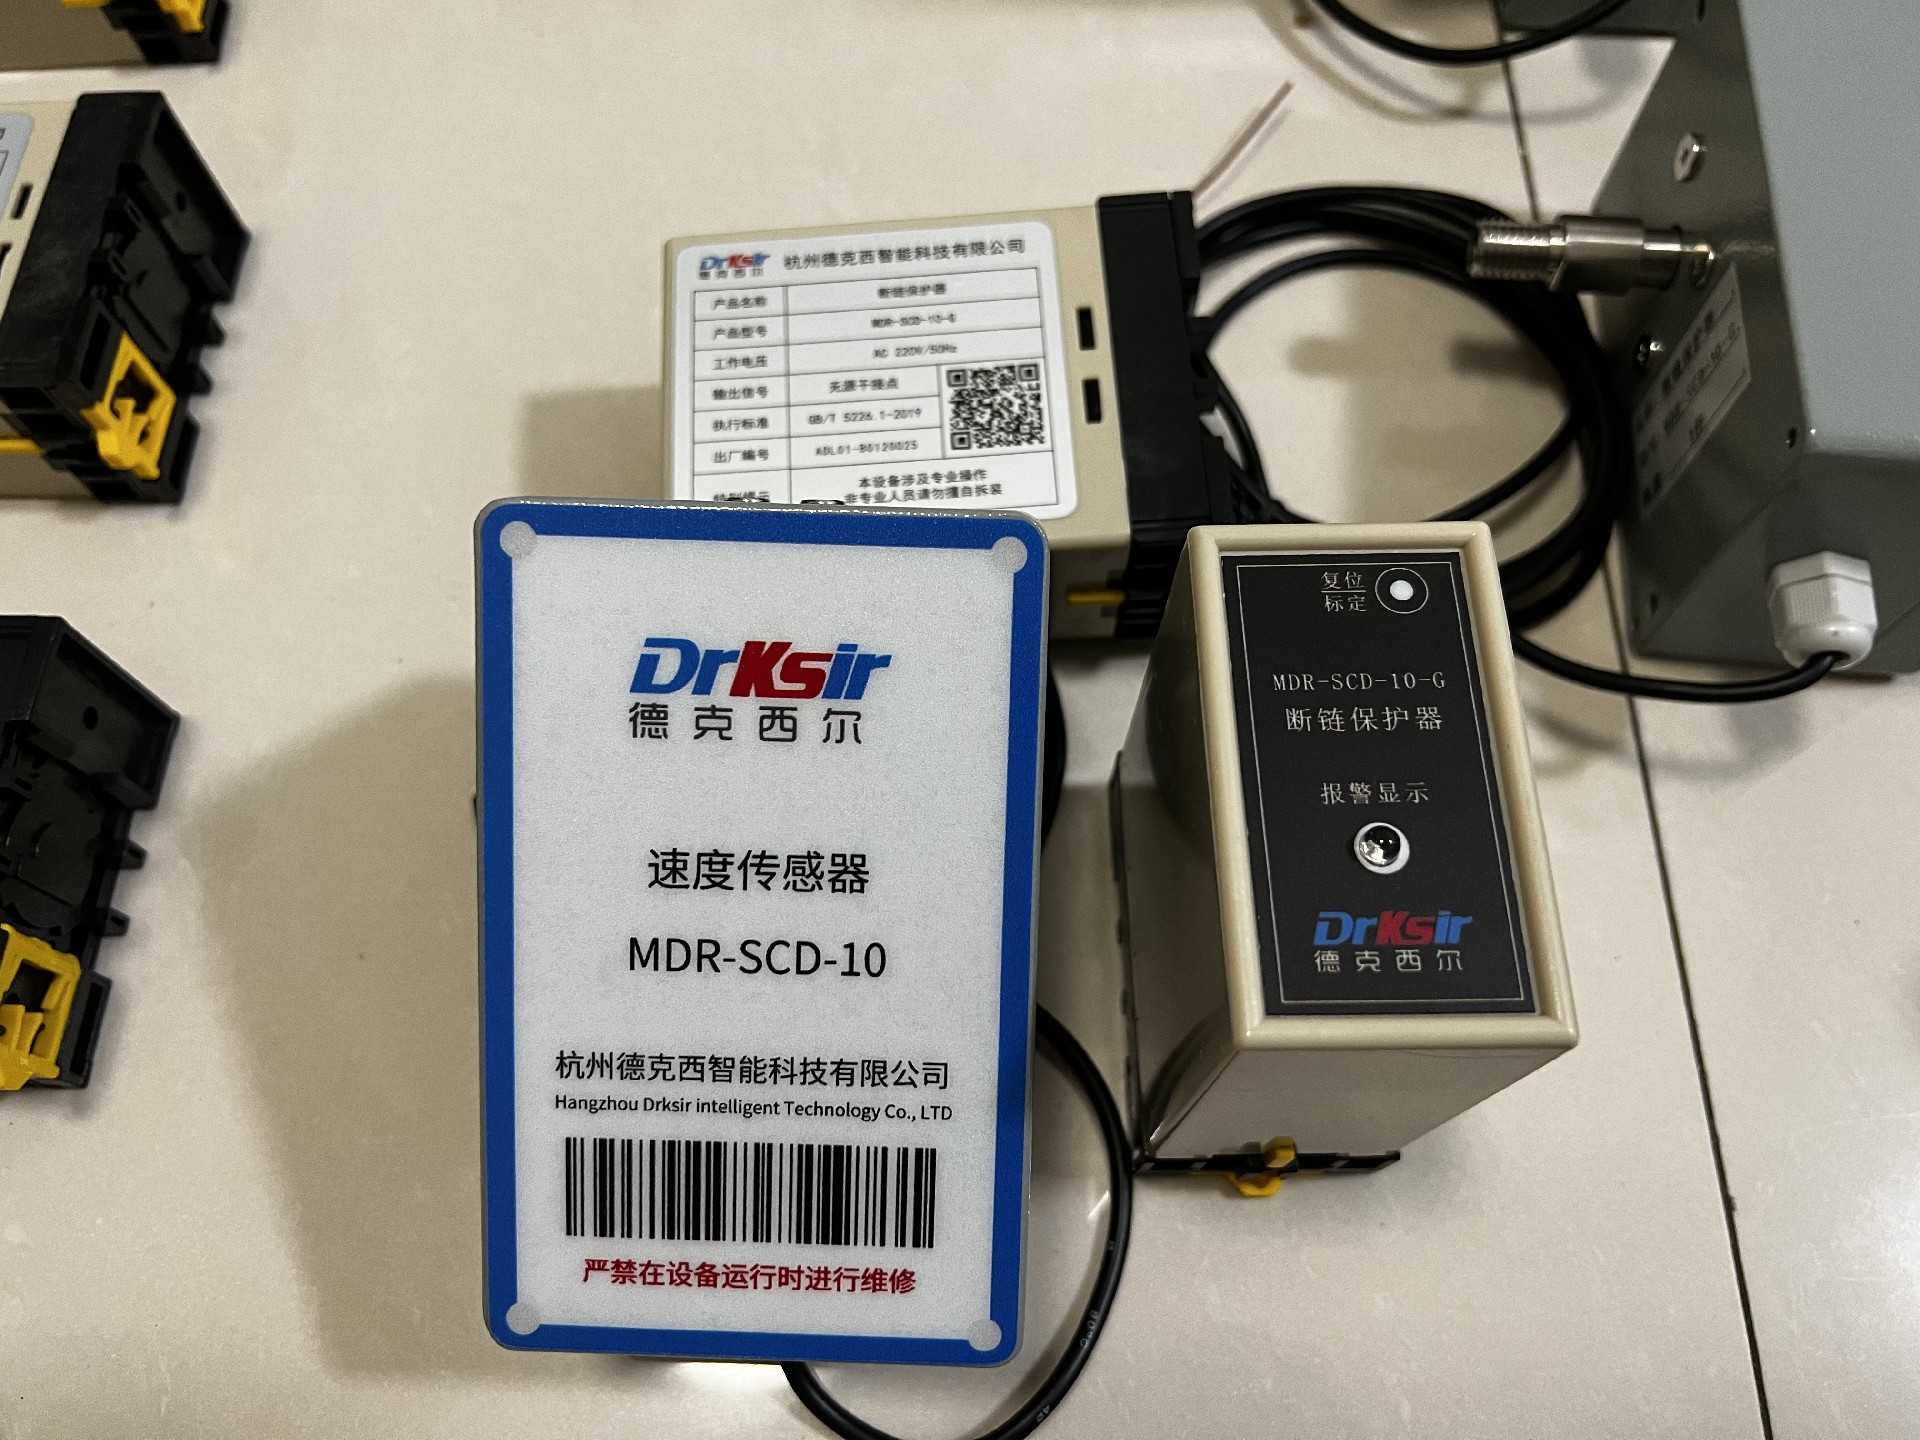 DrKsir 杭州德克西智能科技有限公司
德克西尔
产品名称 断链保护器
产品型号 MDR-SCD-10-G
工作电压 AC 220V/50Hz
输出信号 无源干接点
执行标准 GB/T 5226.1-2019
出厂编号
本设备涉及专业操作
非专业人员请勿擅自拆装
DrKsir
德克西尔
速度传感器
MDR-SCD-10
杭州德克西智能科技有限公司
Hangzhou Drksir intelligent Technology Co., LTD
严禁在设备运行时进行维修
复位
标定
MDR-SCD-10-G
断链保护器
报警显示
DrKsir
德克西尔